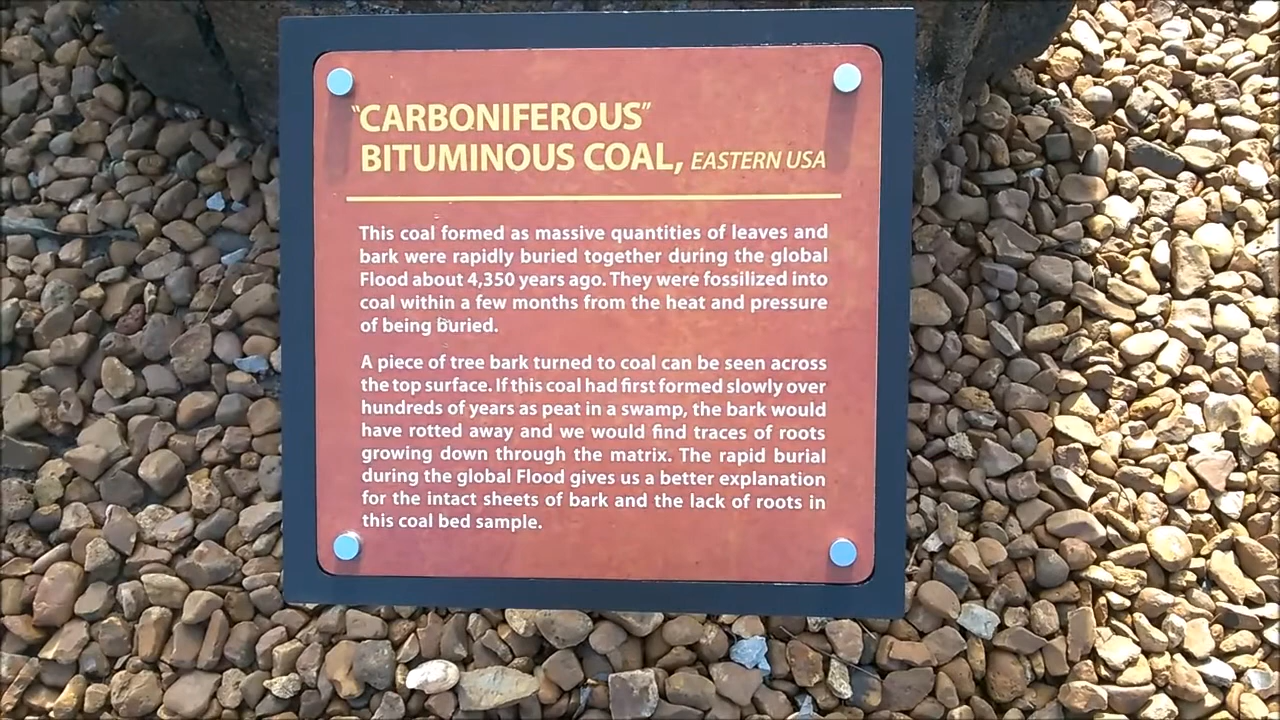 "CARBONIFEROUS"
BITUMINOUS COAL, EASTERN USA
This coal formed as massive quantities of leaves and
bark were rapidly buried together during the global
Flood about 4,350 years ago. They were fossilized into
coal within a few months from the heat and pressure
of being buried.
A piece of tree bark turned to coal can be seen across
the top surface. If this coal had first formed slowly over
hundreds of years as peat in a swamp, the bark would
have rotted away and we would find traces of roots
growing down through the matrix. The rapid burial
during the global Flood gives us a better explanation
for the intact sheets of bark and the lack of roots in
this coal bed sample.